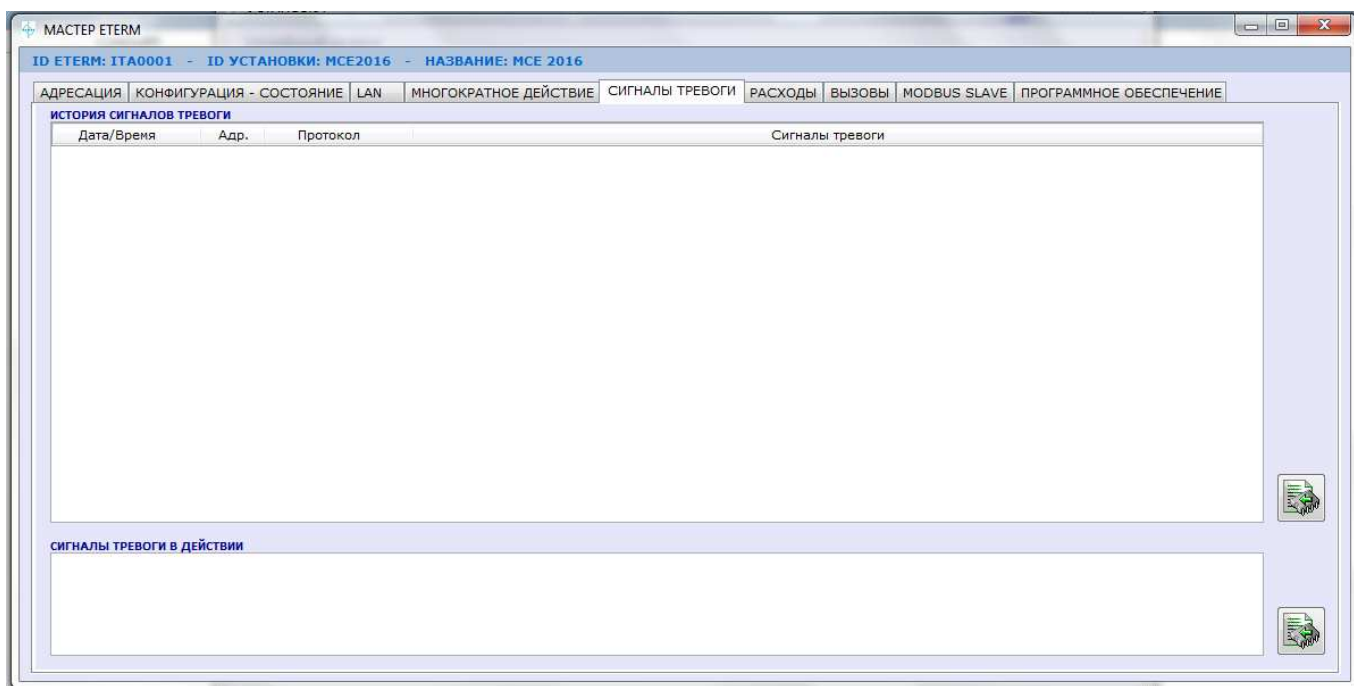 МАСТЕР ETERM
ID ETERM: ITA0001 - ID УСТАНОВКИ: MCE2016 - НАЗВАНИЕ: MCE 2016
АДРЕСАЦИЯ КОНФИГУРАЦИЯ - СОСТОЯНИЕ LAN МНОГОКРАТНОЕ ДЕЙСТВИЕ СИГНАЛЫ ТРЕВОГИ РАСХОДЫ ВЫЗОВЫ MODBUS SLAVE ПРОГРАММНОЕ ОБЕСПЕЧЕНИЕ
ИСТОРИЯ СИГНАЛОВ ТРЕВОГИ
Дата/Время Адр. Протокол Сигналы тревоги
СИГНАЛЫ ТРЕВОГИ В ДЕЙСТВИИ